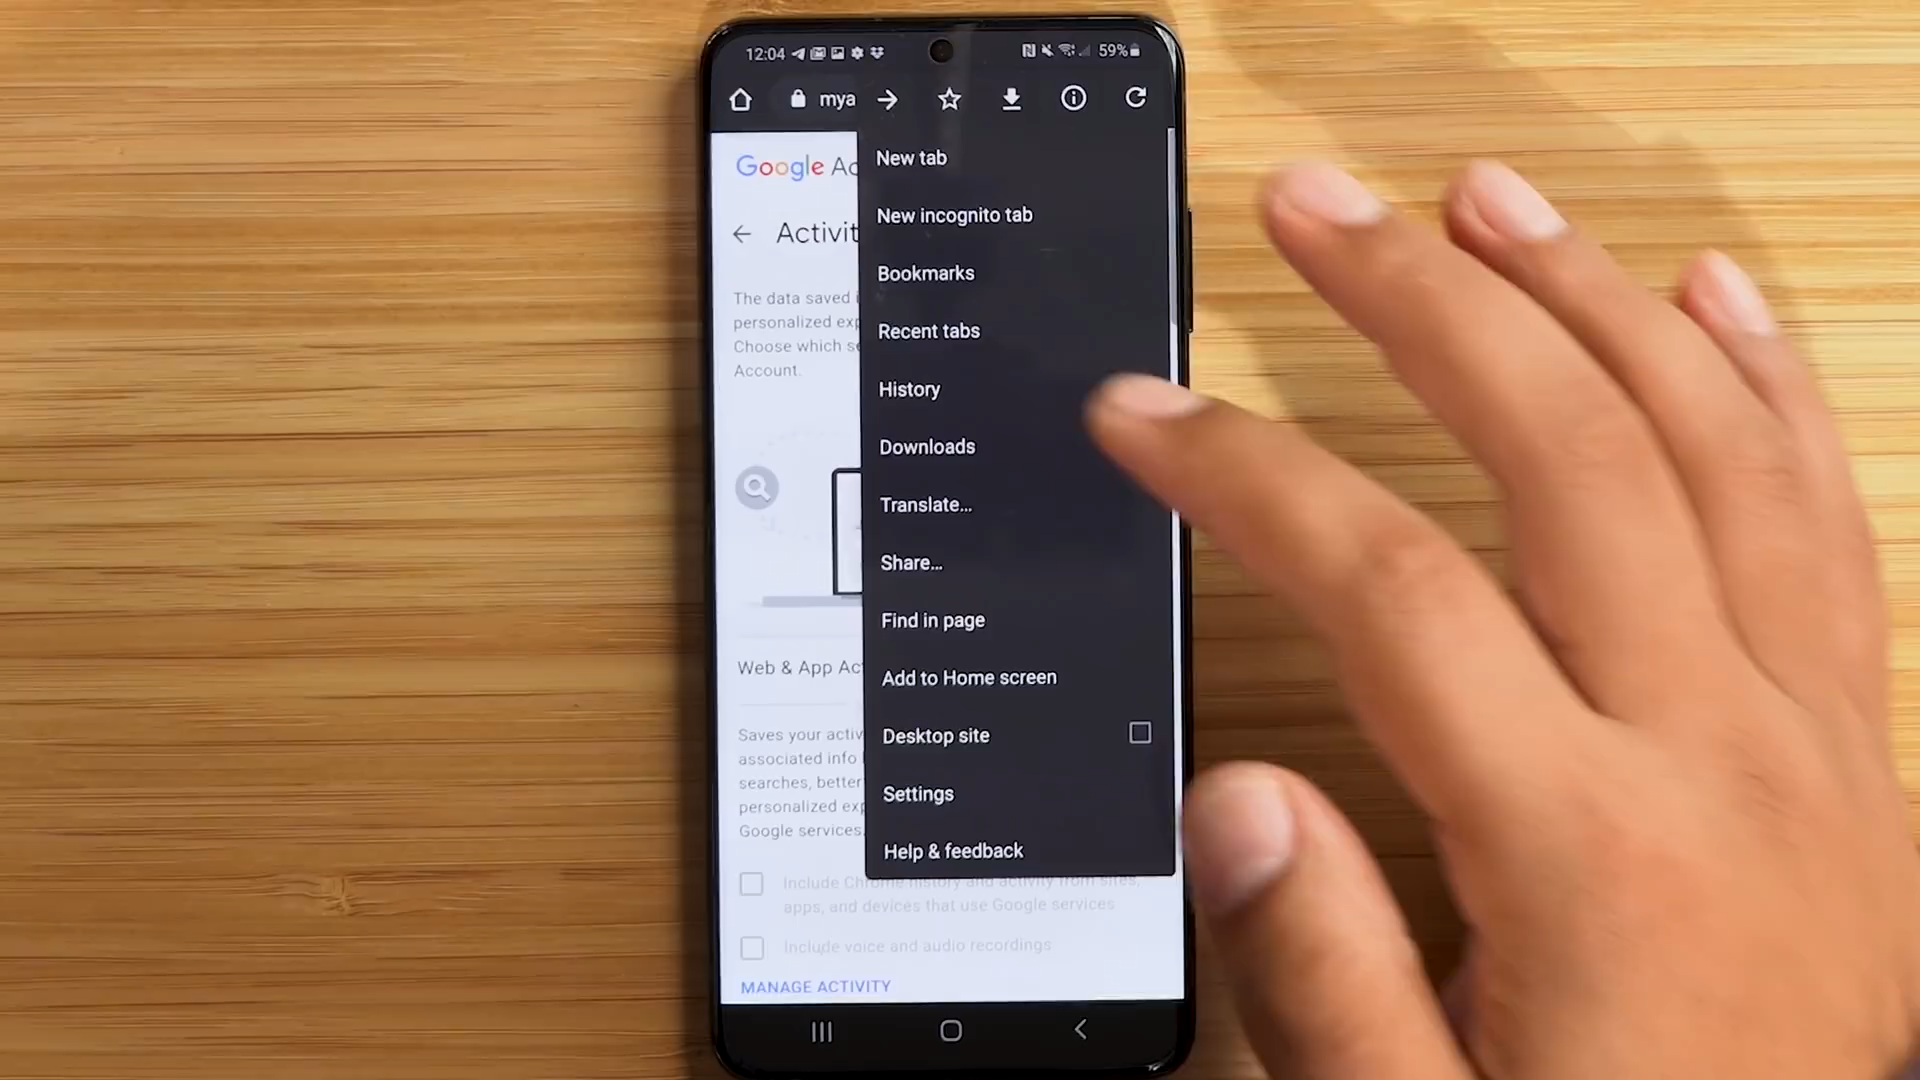 12:04
59%
mya
Google Ac
New tab
New incognito tab
Activit
Bookmarks
The data saved i
personalized exp
Choose which se
Account.
Recent tabs
History
Downloads
Translate...
Share...
Find in page
Web & App Ac
Add to Home screen
Desktop site
Saves your activ
associated info
searches, better
personalized exp
Google services.
Settings
Help & feedback
Include Chrome history and activity from sites,
apps, and devices that use Google services
Include voice and audio recordings
MANAGE ACTIVITY